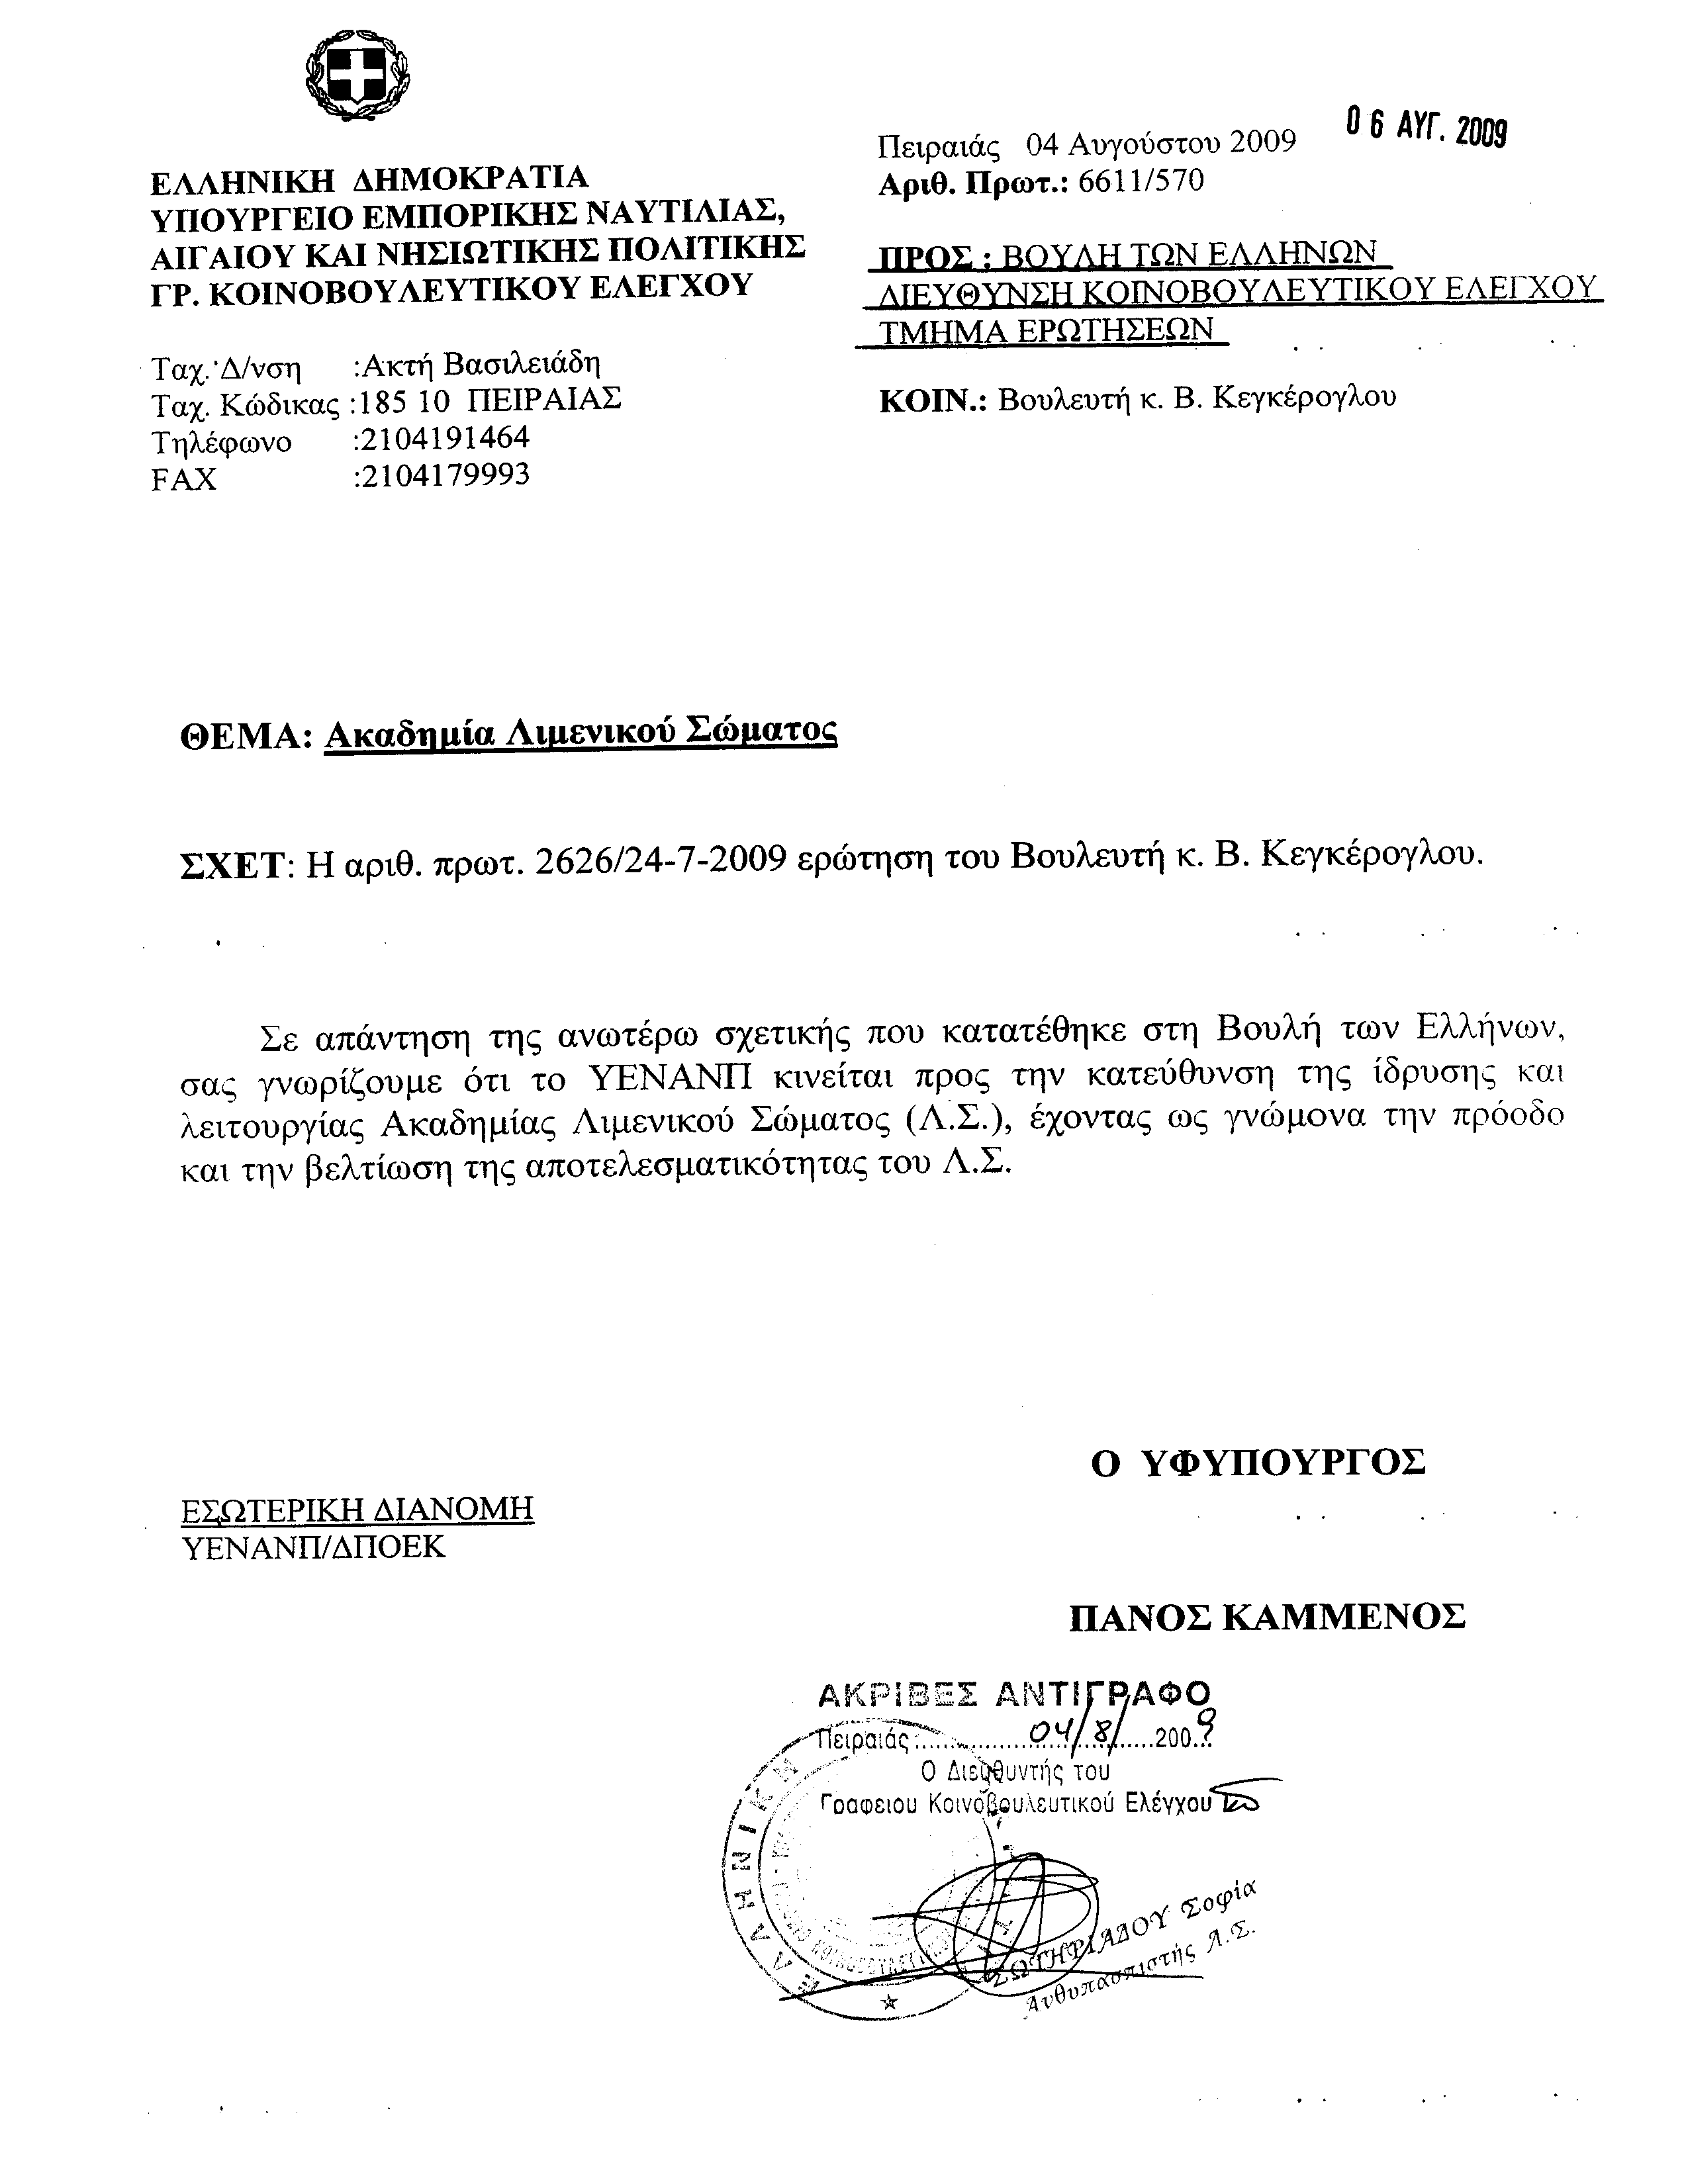 ΕΛΛΗΝΙΚΗ ΔΗΜΟΚΡΑΤΙΑ
ΥΠΟΥΡΓΕΙΟ ΕΜΠΟΡΙΚΗΣ ΝΑΥΤΙΛΙΑΣ,
ΑΙΓΑΙΟΥ ΚΑΙ ΝΗΣΙΩΤΙΚΗΣ ΠΟΛΙΤΙΚΗΣ
ΓΡ. ΚΟΙΝΟΒΟΥΛΕΥΤΙΚΟΥ ΕΛΕΓΧΟΥ
Ταχ. Δ/νση :Ακτή Βασιλειάδη
Ταχ. Κώδικας :185 10 ΠΕΙΡΑΙΑΣ
Τηλέφωνο :2104191464
FAX :2104179993
06 ΑΥΓ. 2009
Πειραιάς 04 Αυγούστου 2009
Αριθ. Πρωτ.: 6611/570
ΠΡΟΣ : ΒΟΥΛΗ ΤΩΝ ΕΛΛΗΝΩΝ
ΔΙΕΥΘΥΝΣΗ ΚΟΙΝΟΒΟΥΛΕΥΤΙΚΟΥ ΕΛΕΓΧΟΥ
ΤΜΗΜΑ ΕΡΩΤΗΣΕΩΝ
ΚΟΙΝ.: Βουλευτή κ. Β. Κεγκέρογλου
ΘΕΜΑ: Ακαδημία Λιμενικού Σώματος
ΣΧΕΤ: Η αριθ. πρωτ. 2626/24-7-2009 ερώτηση του Βουλευτή κ. Β. Κεγκέρογλου.
Σε απάντηση της ανωτέρω σχετικής που κατατέθηκε στη Βουλή των Ελλήνων,
σας γνωρίζουμε ότι το ΥΕΝΑΝΠ κινείται προς την κατεύθυνση της ίδρυσης και
λειτουργίας Ακαδημίας Λιμενικού Σώματος (Λ.Σ.), έχοντας ως γνώμονα την πρόοδο
και την βελτίωση της αποτελεσματικότητας του Λ.Σ.
Ο ΥΦΥΠΟΥΡΓΟΣ
ΕΣΩΤΕΡΙΚΗ ΔΙΑΝΟΜΗ
ΥΕΝΑΝΠ/ΔΠΟΕΚ
ΠΑΝΟΣ ΚΑΜΜΕΝΟΣ
ΑΚΡΙΒΕΣ ΑΝΤΙΓΡΑΦΟ
Πειραιάς 04/8/2009
Ο Διευθυντής του
Γραφειου Κοινοβουλευτικού Ελέγχου
ΕΛΛΗΝΙΚΗ
ΣΩΤΗΡΙΑΔΟΥ Σοφία
Ανθυπασπιστής Λ.Σ.